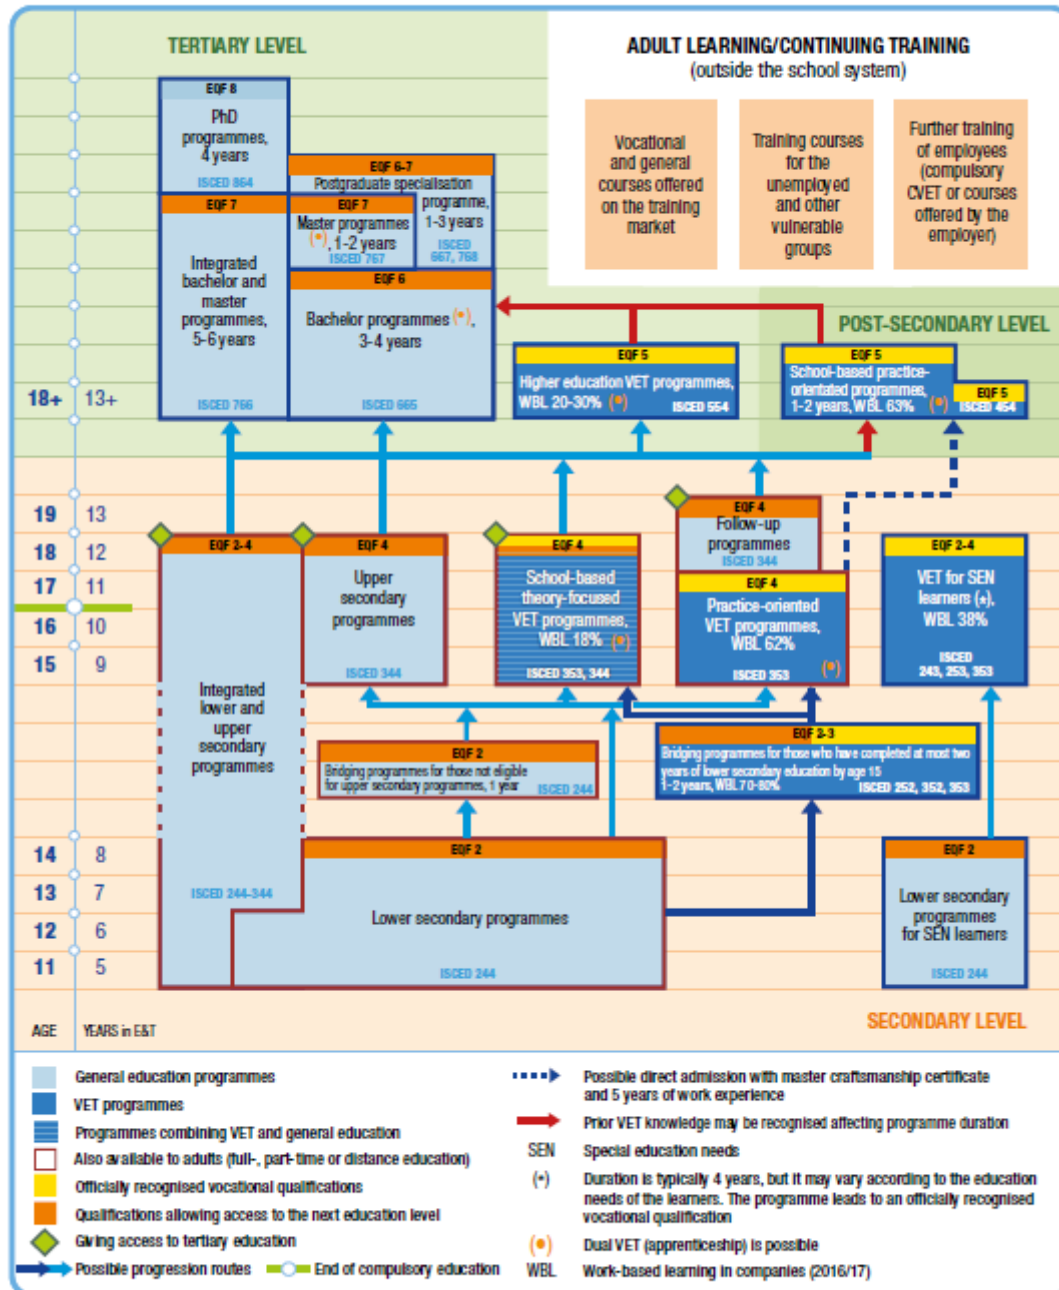 TERTIARY LEVEL
ADULT LEARNING/CONTINUING TRAINING
(outside the school system)
Vocational
and general
courses offered
on the training
market
Training courses
for the
unemployed
and other
vulnerable
groups
Further training
of employees
(compulsory
CVET or courses
offered by the
employer)
EQF 8
PhD
programmes,
4 years
ISCED 864
EQF 7
Integrated
bachelor and
master
programmes,
5-6 years
ISCED 766
EQF 6-7
Postgraduate specialisation
programme,
1-3 years
ISCED
667, 768
EQF 7
Master programmes
(•), 1-2 years
ISCED 767
EQF 6
Bachelor programmes (•),
3-4 years
ISCED 665
POST-SECONDARY LEVEL
EQF 5
Higher education VET programmes,
WBL 20-30% (•)
ISCED 554
EQF 5
School-based practice-
orientated programmes,
1-2 years, WBL 63% (•)
EQF 5
ISCED 454
18+ 13+
19 13
18 12
17 11
16 10
15 9
14 8
13 7
12 6
11 5
AGE YEARS in E&T
EQF 2-4
Integrated
lower and
upper
secondary
programmes
ISCED 244-344
EQF 4
Upper
secondary
programmes
ISCED 344
EQF 4
School-based
theory-focused
VET programmes,
WBL 18% (•)
ISCED 353, 344
EQF 4
Follow-up
programmes
ISCED 344
EQF 4
Practice-oriented
VET programmes,
WBL 62%
ISCED 353 (•)
EQF 2-4
VET for SEN
learners (*),
WBL 38%
ISCED
243, 253, 353
EQF 2
Bridging programmes for those not eligible
for upper secondary programmes, 1 year
ISCED 244
EQF 2-3
Bridging programmes for those who have completed at most two
years of lower secondary education by age 15
1-2 years, WBL 70-80%
ISCED 252, 352, 353
EQF 2
Lower secondary programmes
ISCED 244
EQF 2
Lower secondary
programmes
for SEN learners
ISCED 244
SECONDARY LEVEL
General education programmes
VET programmes
Programmes combining VET and general education
Also available to adults (full-, part-time or distance education)
Officially recognised vocational qualifications
Qualifications allowing access to the next education level
Giving access to tertiary education
Possible progression routes
End of compulsory education
Possible direct admission with master craftsmanship certificate
and 5 years of work experience
Prior VET knowledge may be recognised affecting programme duration
SEN Special education needs
(*) Duration is typically 4 years, but it may vary according to the education
needs of the learners. The programme leads to an officially recognised
vocational qualification
(•) Dual VET (apprenticeship) is possible
WBL Work-based learning in companies (2016/17)